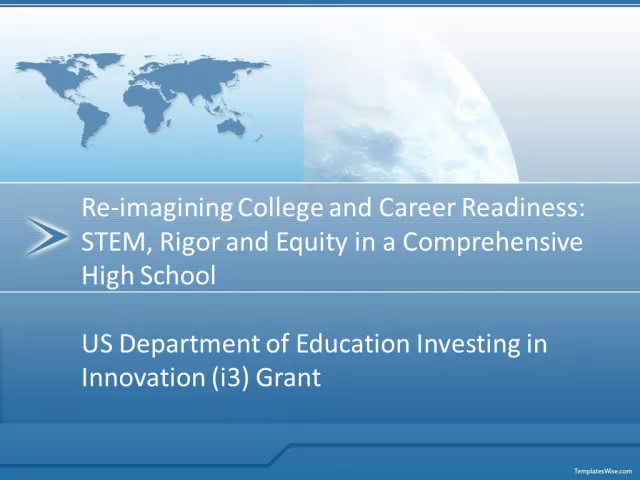 Re-imagining College and Career Readiness:
STEM, Rigor and Equity in a Comprehensive
High School
US Department of Education Investing in
Innovation (i3) Grant
TemplatesWise.com